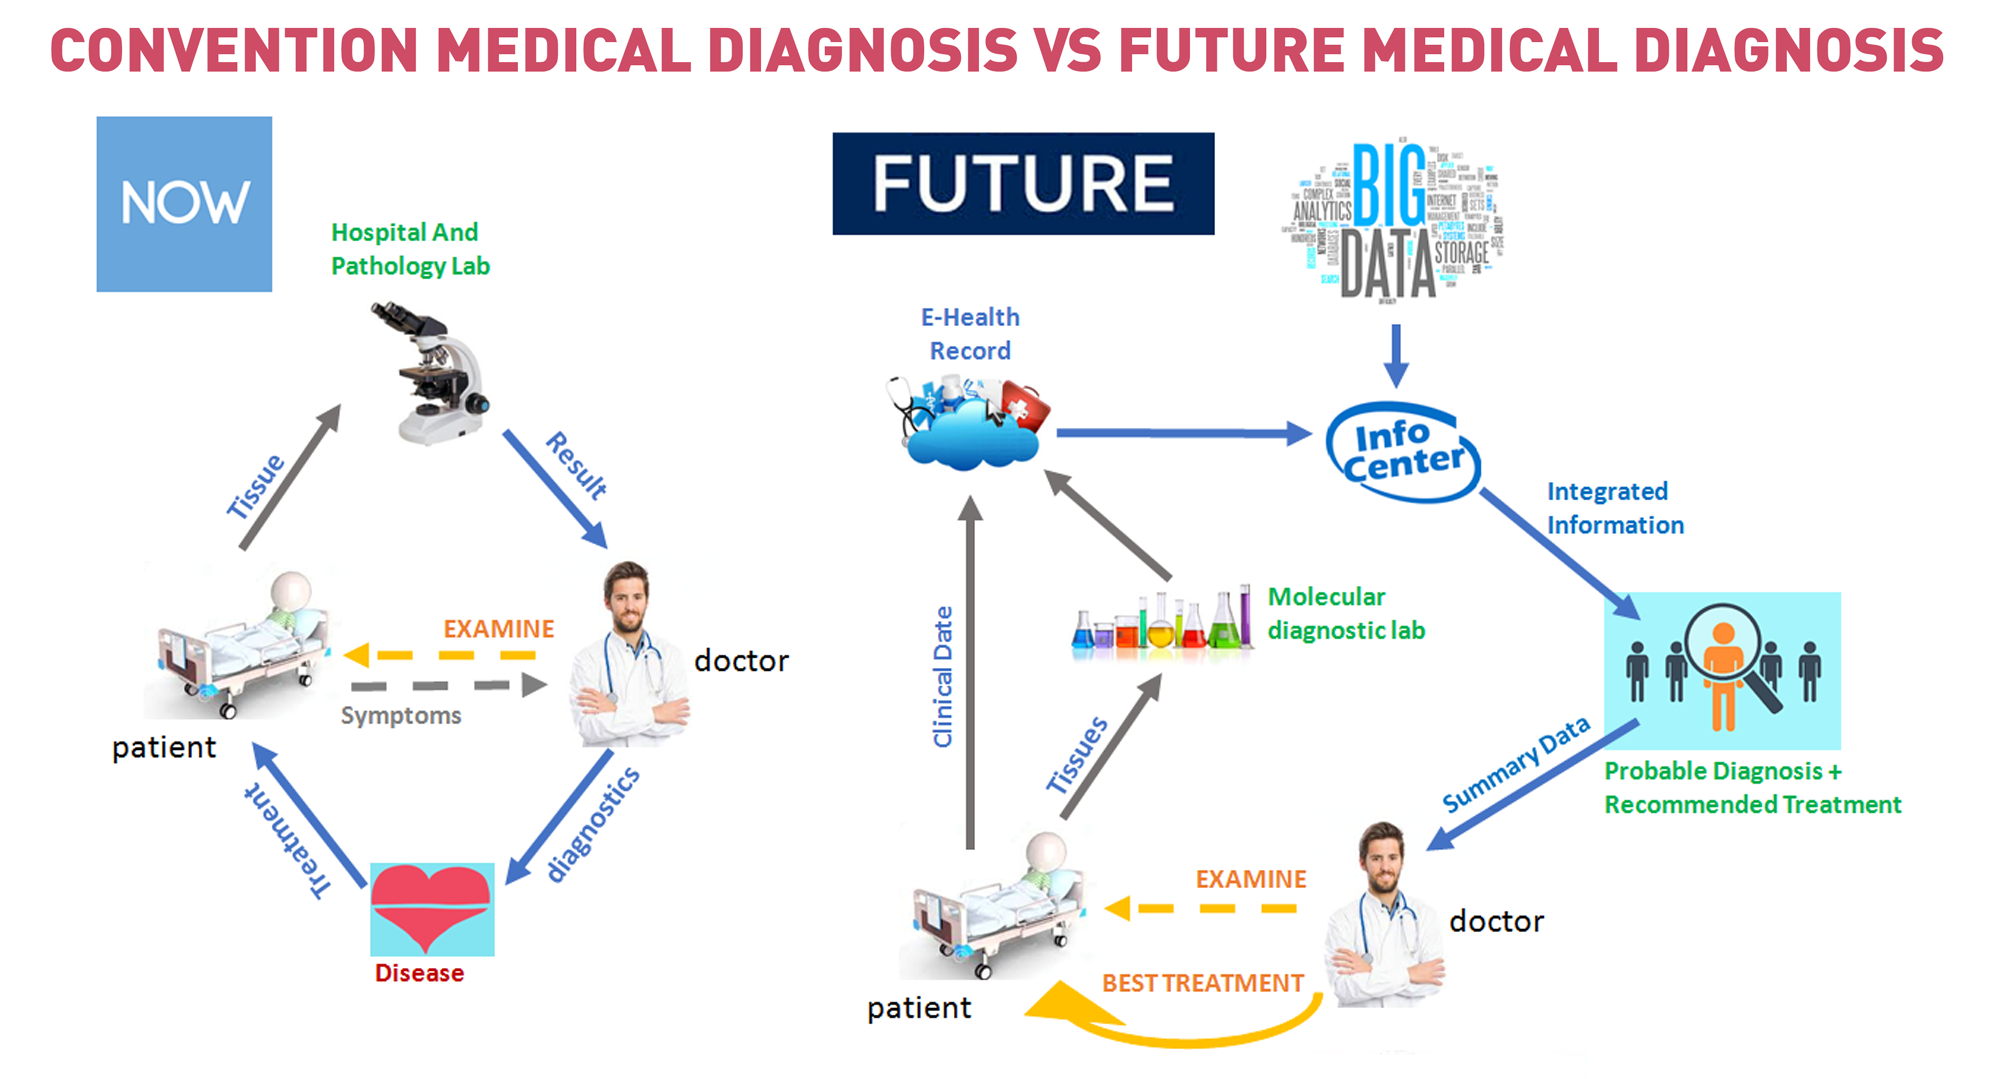 CONVENTION MEDICAL DIAGNOSIS VS FUTURE MEDICAL DIAGNOSIS
NOW
Hospital And
Pathology Lab
Tissue
Result
EXAMINE
Symptoms
patient
doctor
Treatment
diagnostics
Disease
FUTURE
BIG
DATA
COMPLEX
ANALYTICS
INTERNET
STORAGE
E-Health
Record
Info
Center
Integrated
Information
Molecular
diagnostic lab
Clinical Date
Tissues
Summary Data
Probable Diagnosis +
Recommended Treatment
EXAMINE
doctor
BEST TREATMENT
patient